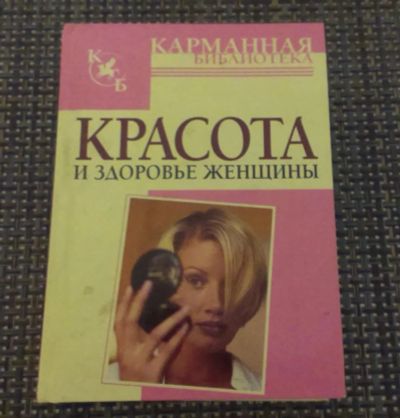 К
Б
КАРМАННАЯ
БИБЛИОТЕКА
КРАСОТА
И ЗДОРОВЬЕ ЖЕНЩИНЫ